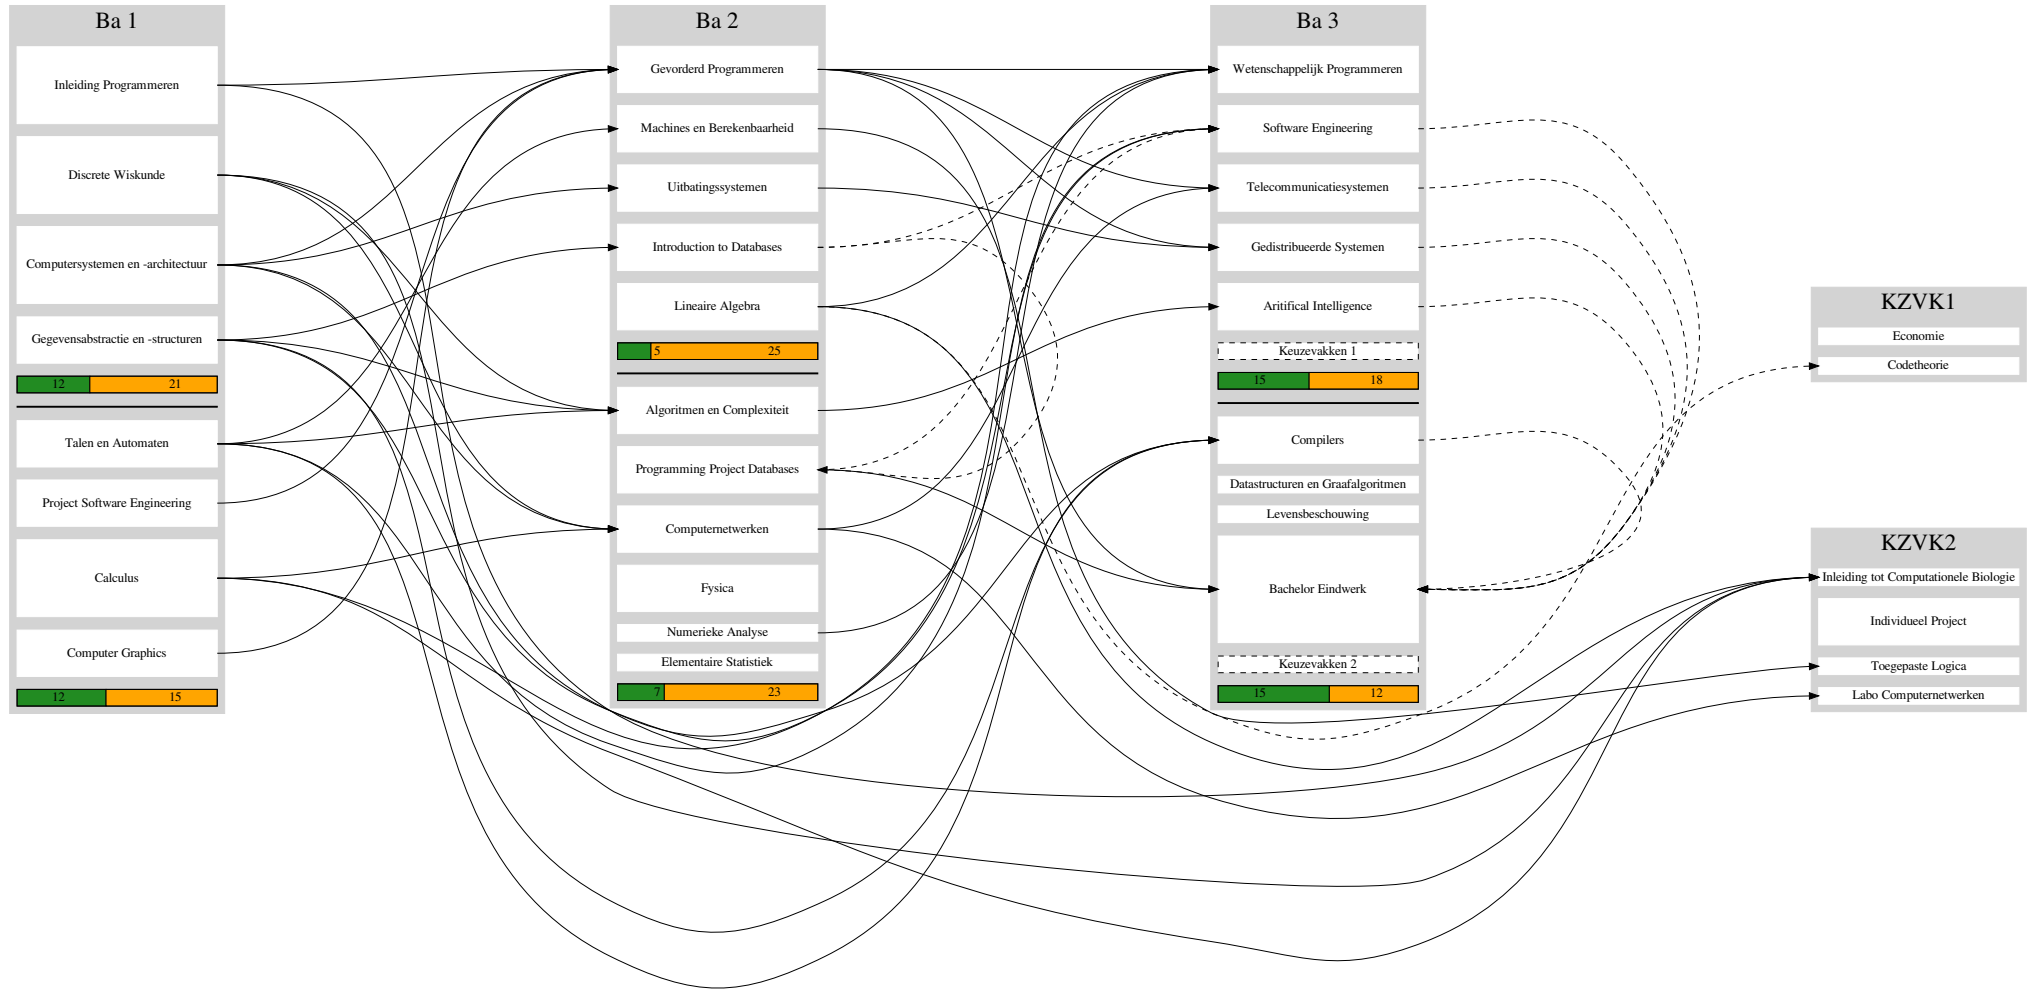 Ba 1
Inleiding Programmeren
Discrete Wiskunde
Computersystemen en -architectuur
Gegevensabstractie en -structuren
12 21
Talen en Automaten
Project Software Engineering
Calculus
Computer Graphics
12 15
Ba 2
Gevorderd Programmeren
Machines en Berekenbaarheid
Uitbatingssystemen
Introduction to Databases
Lineaire Algebra
5 25
Algoritmen en Complexiteit
Programming Project Databases
Computernetwerken
Fysica
Numerieke Analyse
Elementaire Statistiek
7 23
Ba 3
Wetenschappelijk Programmeren
Software Engineering
Telecommunicatiesystemen
Gedistribueerde Systemen
Aritifical Intelligence
Keuzevakken 1
15 18
Compilers
Datastructuren en Graafalgoritmen
Levensbeschouwing
Bachelor Eindwerk
Keuzevakken 2
15 12
KZVK1
Economie
Codetheorie
KZVK2
Inleiding tot Computationele Biologie
Individueel Project
Toegepaste Logica
Labo Computernetwerken